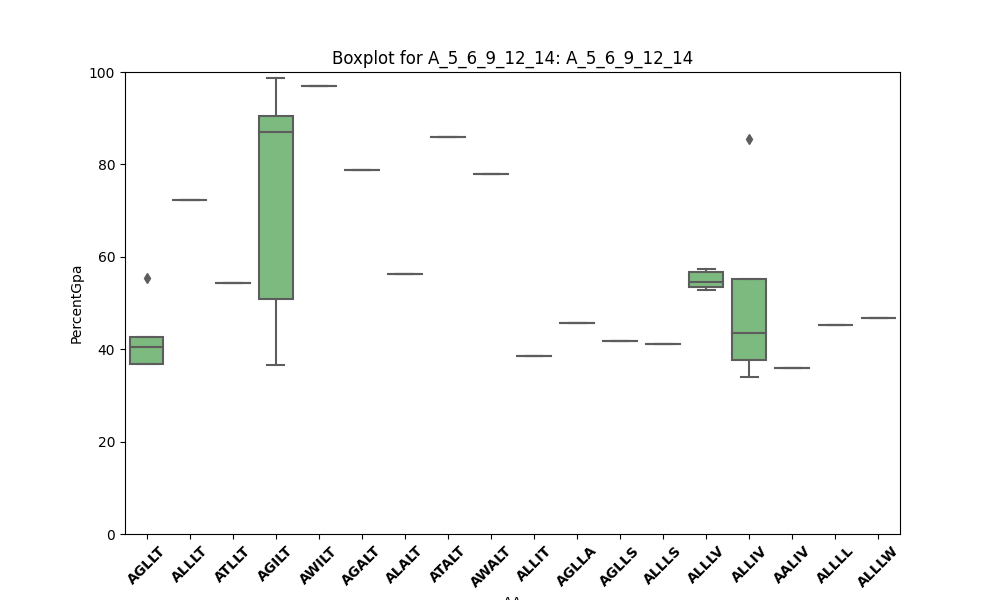 Boxplot for A_5_6_9_12_14: A_5_6_9_12_14
100
80
60
40
20
0
PercentGpa
AGLLT ALLLT ATLLT AGILT AWILT AGALT ALALT ATALT AWALT ALLIT AGLLA AGLLS ALLLS ALLLV ALLIV AALIV ALLLL ALLLW